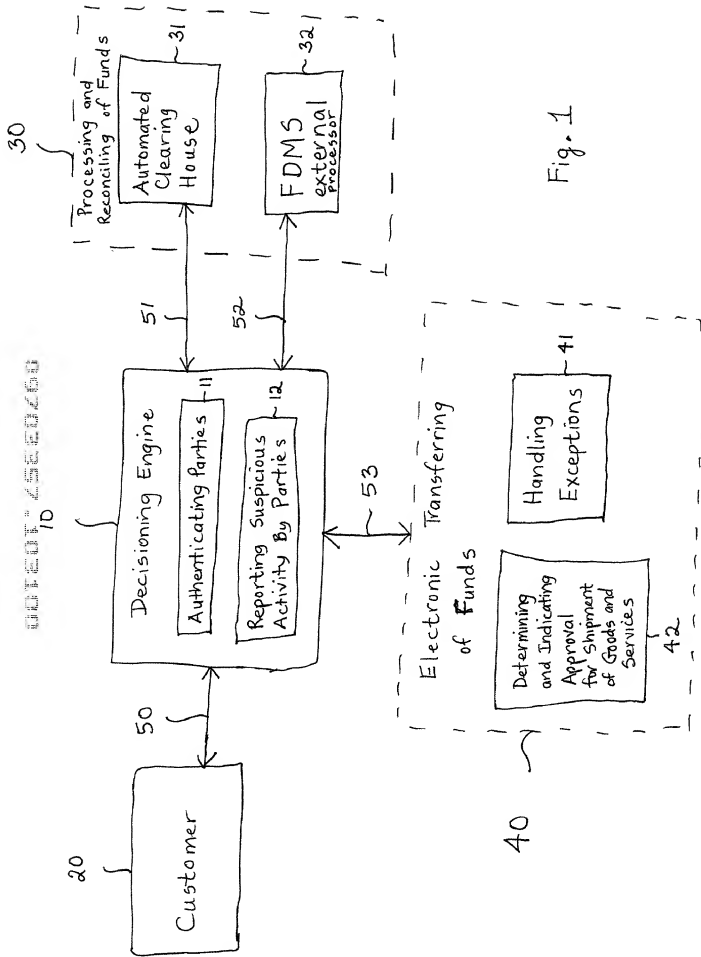 30
Processing and
Reconciling of Funds
31
Automated
Clearing
House
32
FDMS
external
processor
51
52
10
Decisioning Engine
11
Authenticating Parties
12
Reporting Suspicious
Activity By Parties
20
Customer
50
53
Electronic Transferring
of Funds
41
Handling
Exceptions
Determining
and Indicating
Approval
for Shipment
of Goods and
Services
42
40
Fig. 1